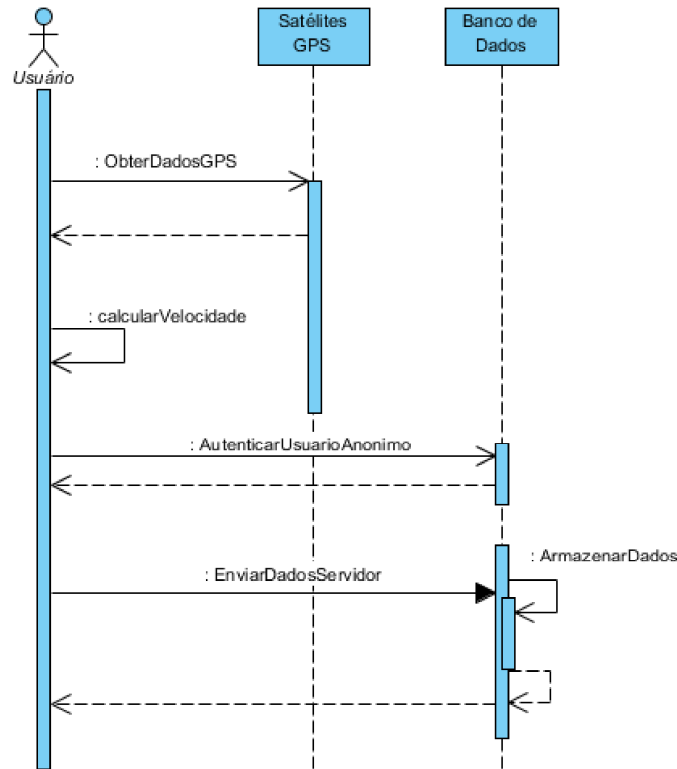 Satélites
GPS
Banco de
Dados
Usuário
: ObterDadosGPS
: calcularVelocidade
: AutenticarUsuarioAnonimo
: ArmazenarDados
: EnviarDadosServidor